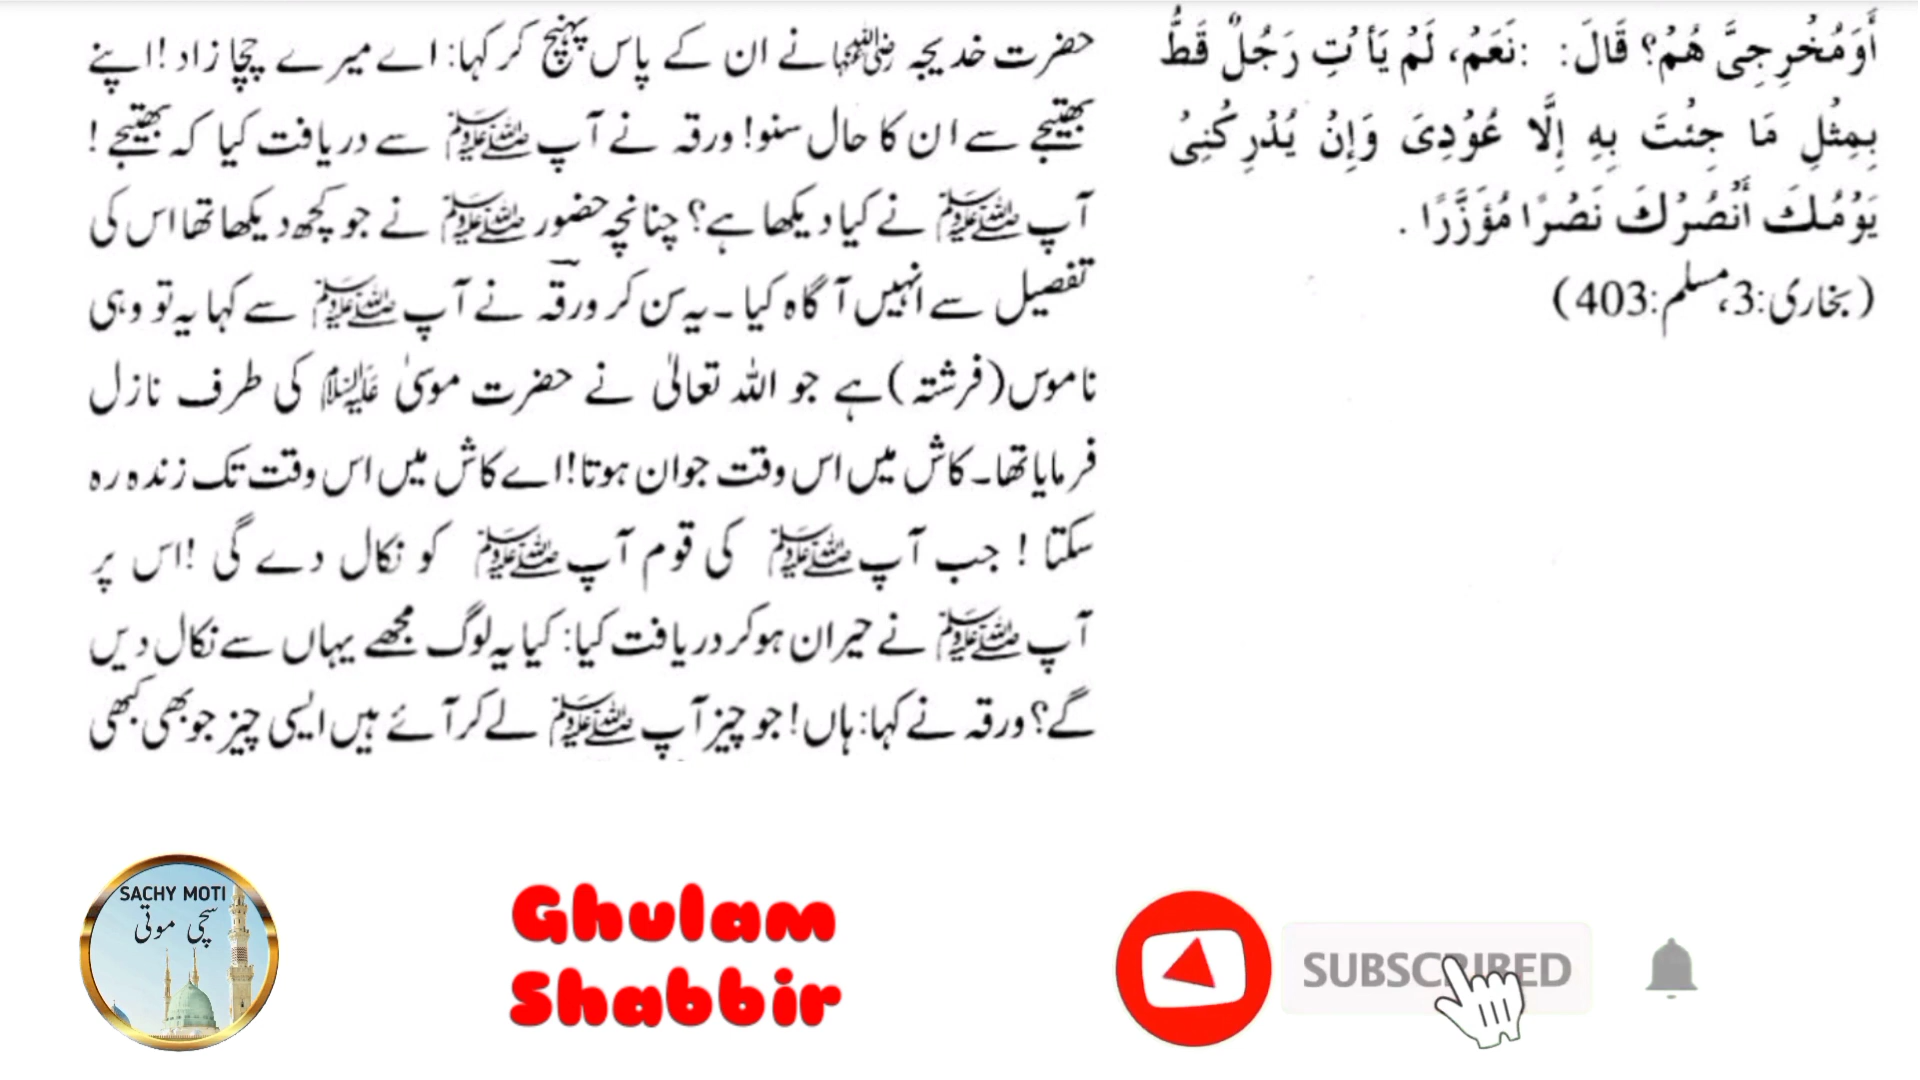 أَوَمُخْرِجِىَّ هُمْ؟ قَالَ: :نَعَمْ، لَمْ يَأْتِ رَجُلٌ قَطُّ
بِمِثْلِ مَا جِئْتَ بِهِ إِلَّا عُوْدِىَ وَإِنْ يُدْرِكْنِىْ
يَوْمُكَ أَنْصُرْكَ نَصْرًا مُؤَزَّرًا .
(بخاری:3،مسلم:403)
حضرت خدیجہ رضی اللہ عنہا نے ان کے پاس پہنچ کر کہا: اے میرے چچا زاد !اپنے
بھتیجے سے ان کا حال سنو! ورقہ نے آپ ﷺ سے دریافت کیا کہ بھتیجے !
آپ ﷺ نے کیا دیکھا ہے؟ چنانچہ حضور ﷺ نے جو کچھ دیکھا تھا اس کی
تفصیل سے انہیں آگاہ کیا ۔یہ سن کر ورقہ نے آپ ﷺ سے کہا یہ تو وہی
ناموس(فرشتہ)ہے جو اللہ تعالیٰ نے حضرت موسیٰ علیہ السلام کی طرف نازل
فرمایا تھا۔ کاش میں اس وقت جوان ہوتا! اے کاش میں اس وقت تک زندہ رہ
سکتا ! جب آپ ﷺ کی قوم آپ ﷺ کو نکال دے گی !اس پر
آپ ﷺ نے حیران ہوکر دریافت کیا: کیا یہ لوگ مجھے یہاں سے نکال دیں
گے؟ ورقہ نے کہا: ہاں! جو چیز آپ ﷺ لے کر آئے ہیں ایسی چیز جو بھی کبھی
SACHY MOTI
سچی موتی
Ghulam
Shabbir
SUBSCRIBED